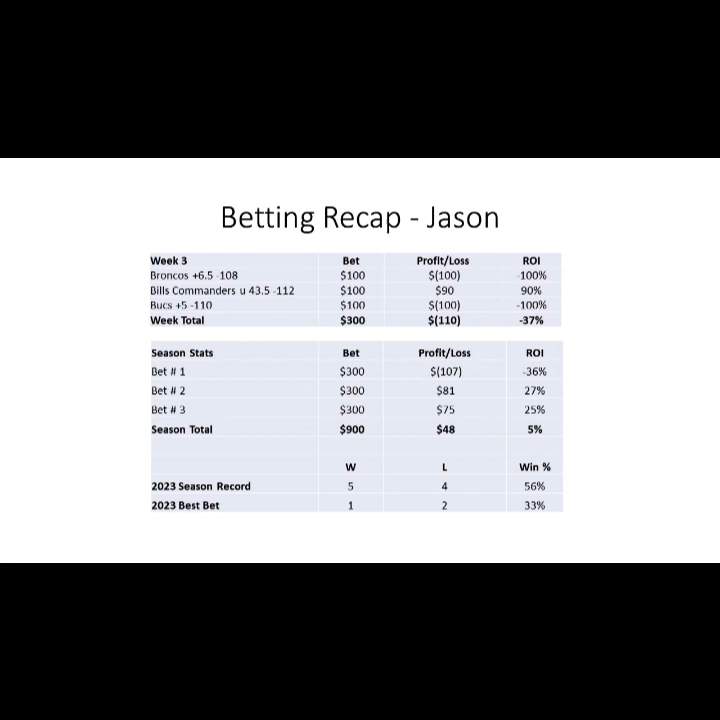 Betting Recap - Jason
Week 3 Bet Profit/Loss ROI
Broncos +6.5 -108 $100 $(100) -100%
Bills Commanders u 43.5 -112 $100 $90 90%
Bucs +5 -110 $100 $(100) -100%
Week Total $300 $(110) -37%
Season Stats Bet Profit/Loss ROI
Bet # 1 $300 $(107) -36%
Bet # 2 $300 $81 27%
Bet # 3 $300 $75 25%
Season Total $900 $48 5%
W L Win %
2023 Season Record 5 4 56%
2023 Best Bet 1 2 33%